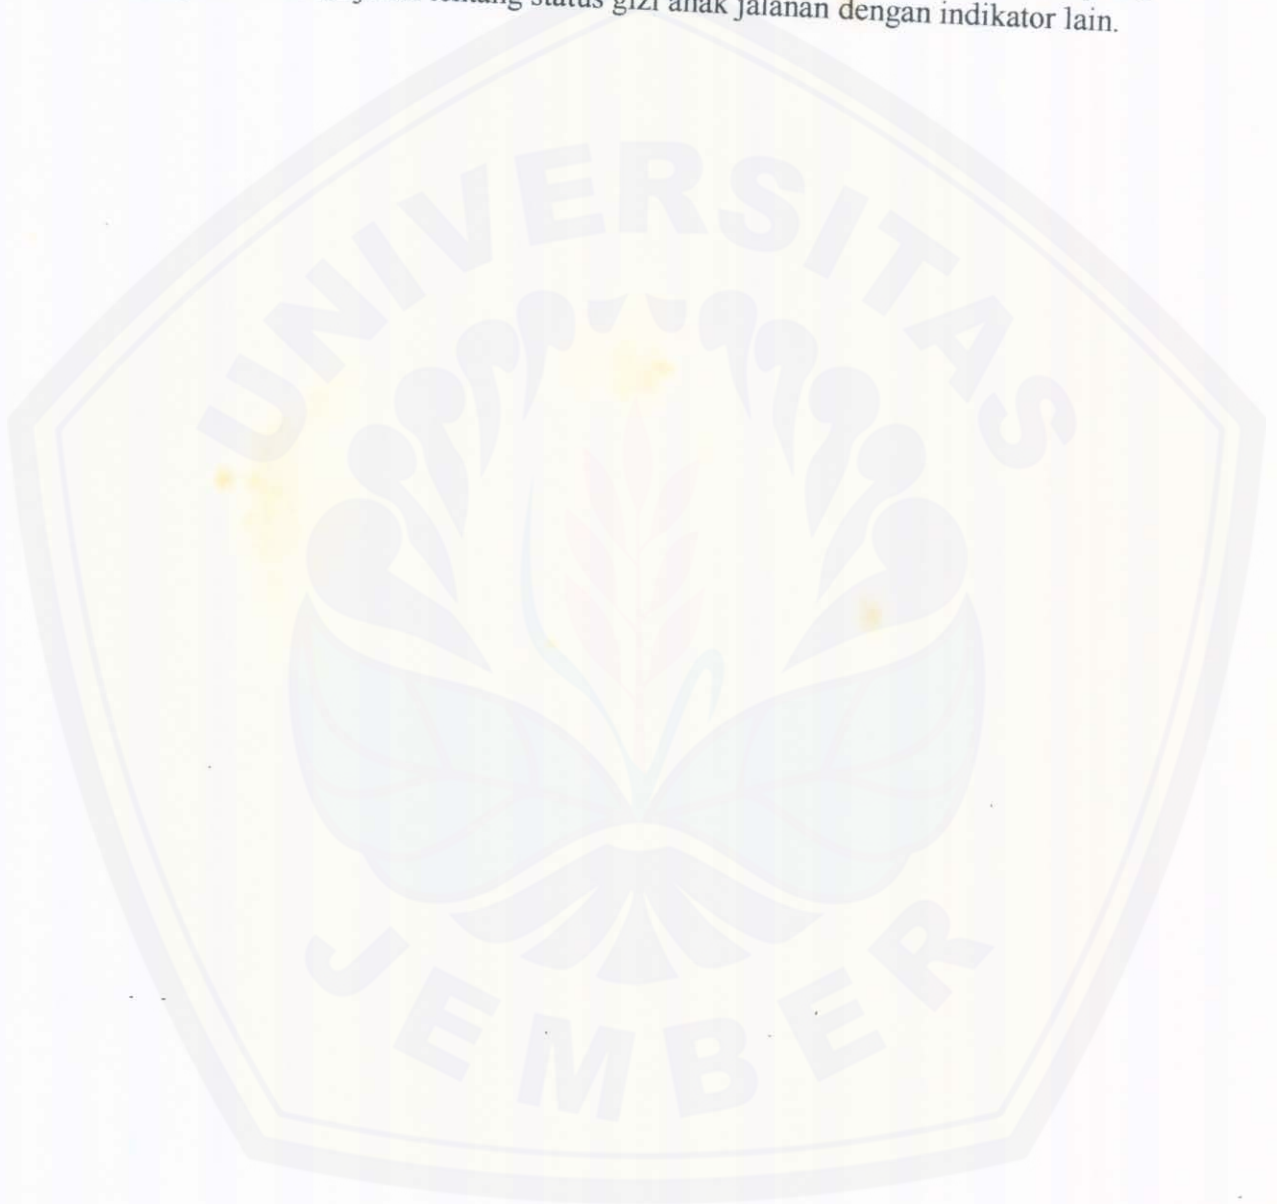 tentang status gizi anak jalanan dengan indikator lain.
UNIVERSITAS
JEMBER